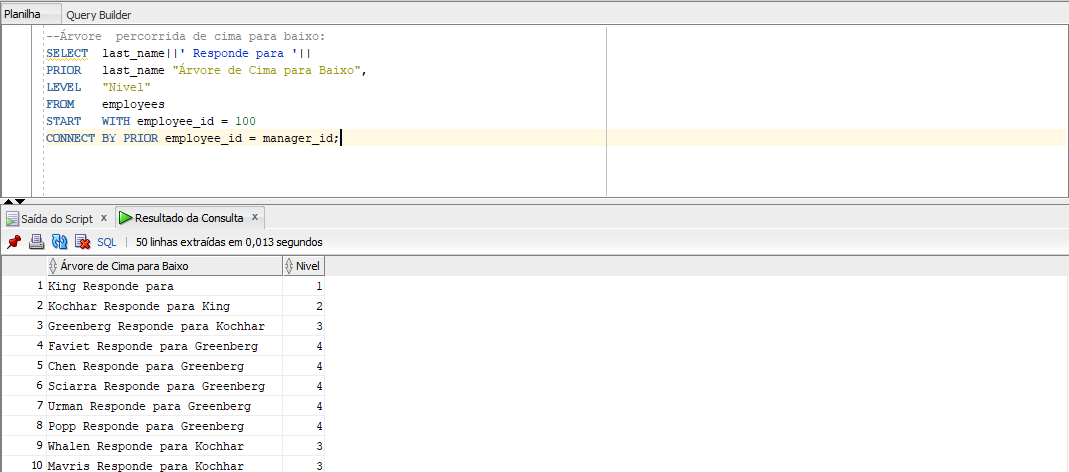 Planilha Query Builder
--Árvore  percorrida de cima para baixo:
SELECT  last_name||' Responde para '||
PRIOR   last_name "Árvore de Cima para Baixo",
LEVEL   "Nivel"
FROM    employees
START   WITH employee_id = 100
CONNECT BY PRIOR employee_id = manager_id;
Saída do Script x Resultado da Consulta x
SQL | 50 linhas extraídas em 0,013 segundos
Árvore de Cima para Baixo Nivel
1 King Responde para 1
2 Kochhar Responde para King 2
3 Greenberg Responde para Kochhar 3
4 Faviet Responde para Greenberg 4
5 Chen Responde para Greenberg 4
6 Sciarra Responde para Greenberg 4
7 Urman Responde para Greenberg 4
8 Popp Responde para Greenberg 4
9 Whalen Responde para Kochhar 3
10 Mavris Responde para Kochhar 3